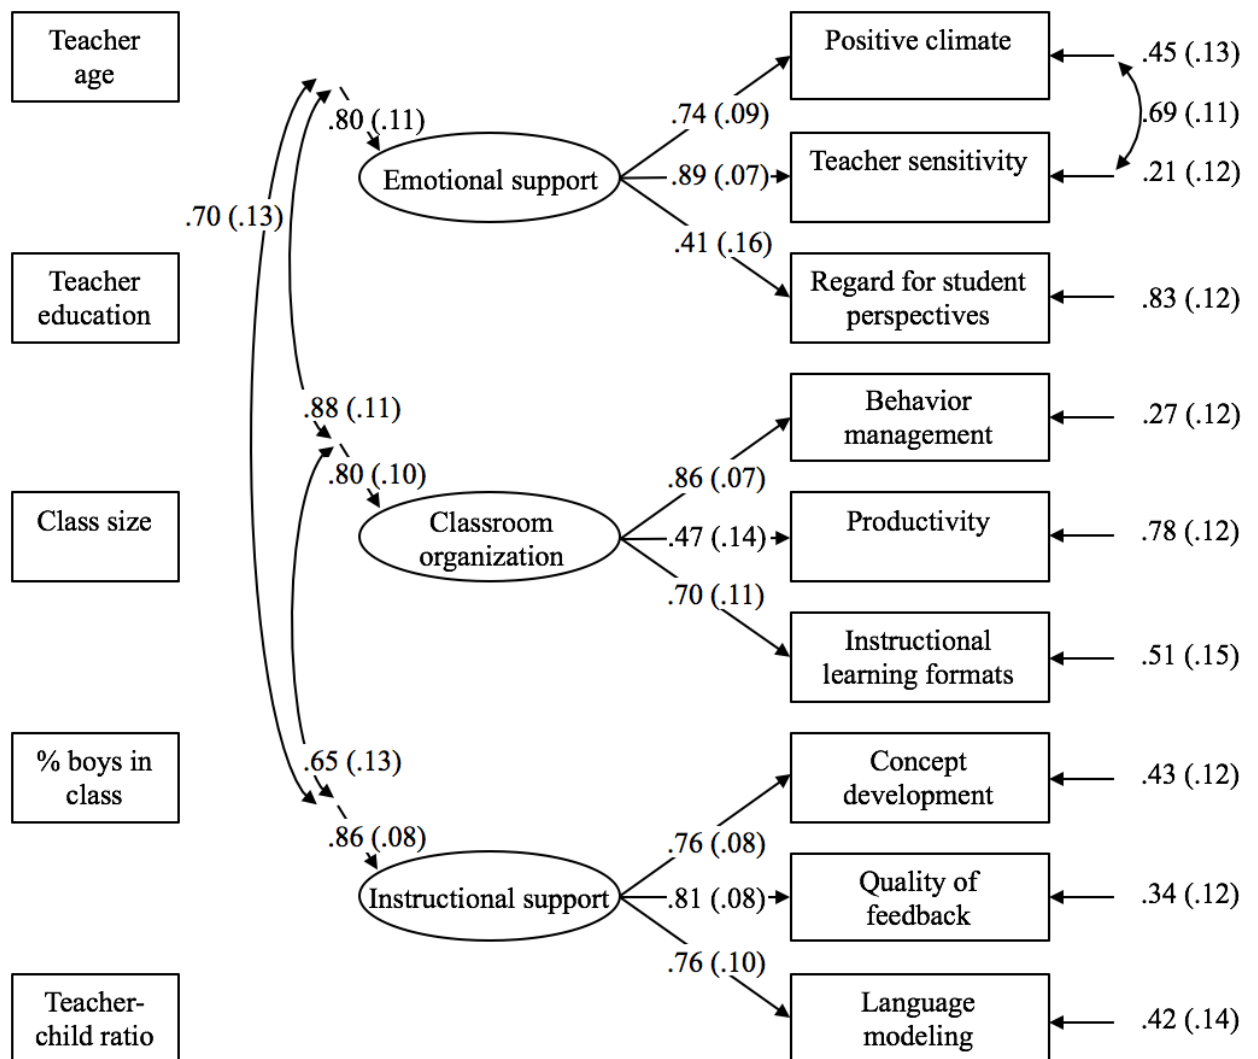 Teacher
age
Teacher
education
Class size
% boys in
class
Teacher-
child ratio
.70 (.13)
.80 (.11)
.88 (.11)
.80 (.10)
.65 (.13)
.86 (.08)
Emotional support
Classroom
organization
Instructional support
.74 (.09)
.89 (.07)
.41 (.16)
.86 (.07)
.47 (.14)
.70 (.11)
.76 (.08)
.81 (.08)
.76 (.10)
Positive climate
Teacher sensitivity
Regard for student
perspectives
Behavior
management
Productivity
Instructional
learning formats
Concept
development
Quality of
feedback
Language
modeling
.45 (.13)
.69 (.11)
.21 (.12)
.83 (.12)
.27 (.12)
.78 (.12)
.51 (.15)
.43 (.12)
.34 (.12)
.42 (.14)